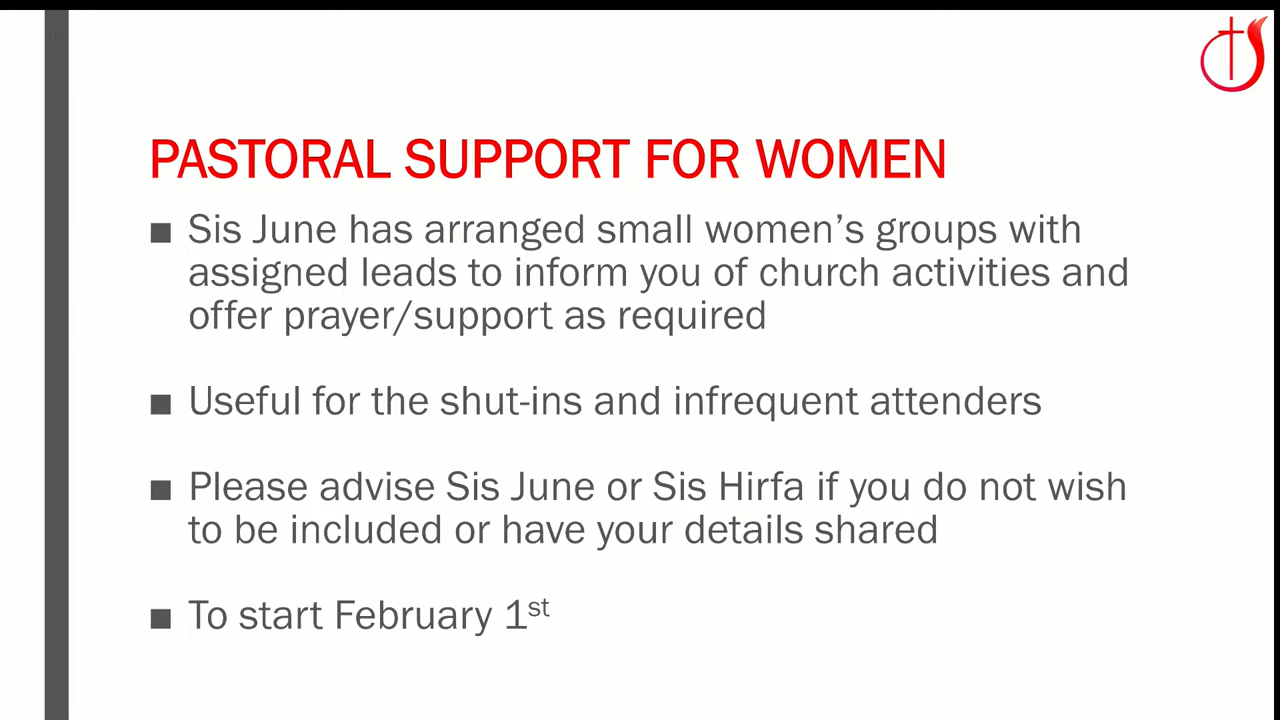 PASTORAL SUPPORT FOR WOMEN
■ Sis June has arranged small women’s groups with
assigned leads to inform you of church activities and
offer prayer/support as required
■ Useful for the shut-ins and infrequent attenders
■ Please advise Sis June or Sis Hirfa if you do not wish
to be included or have your details shared
■ To start February 1st